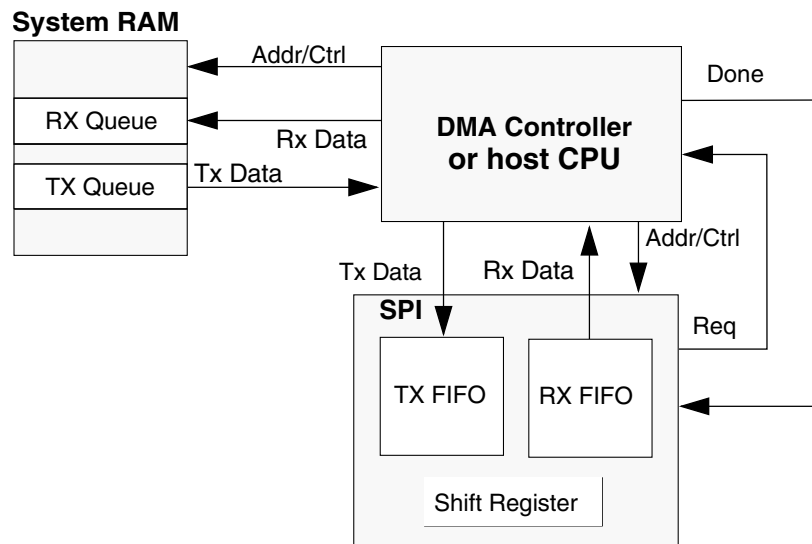 System RAM
Addr/Ctrl
Done
RX Queue
Rx Data
DMA Controller
or host CPU
TX Queue
Tx Data
Addr/Ctrl
Tx Data
Rx Data
SPI
Req
TX FIFO
RX FIFO
Shift Register